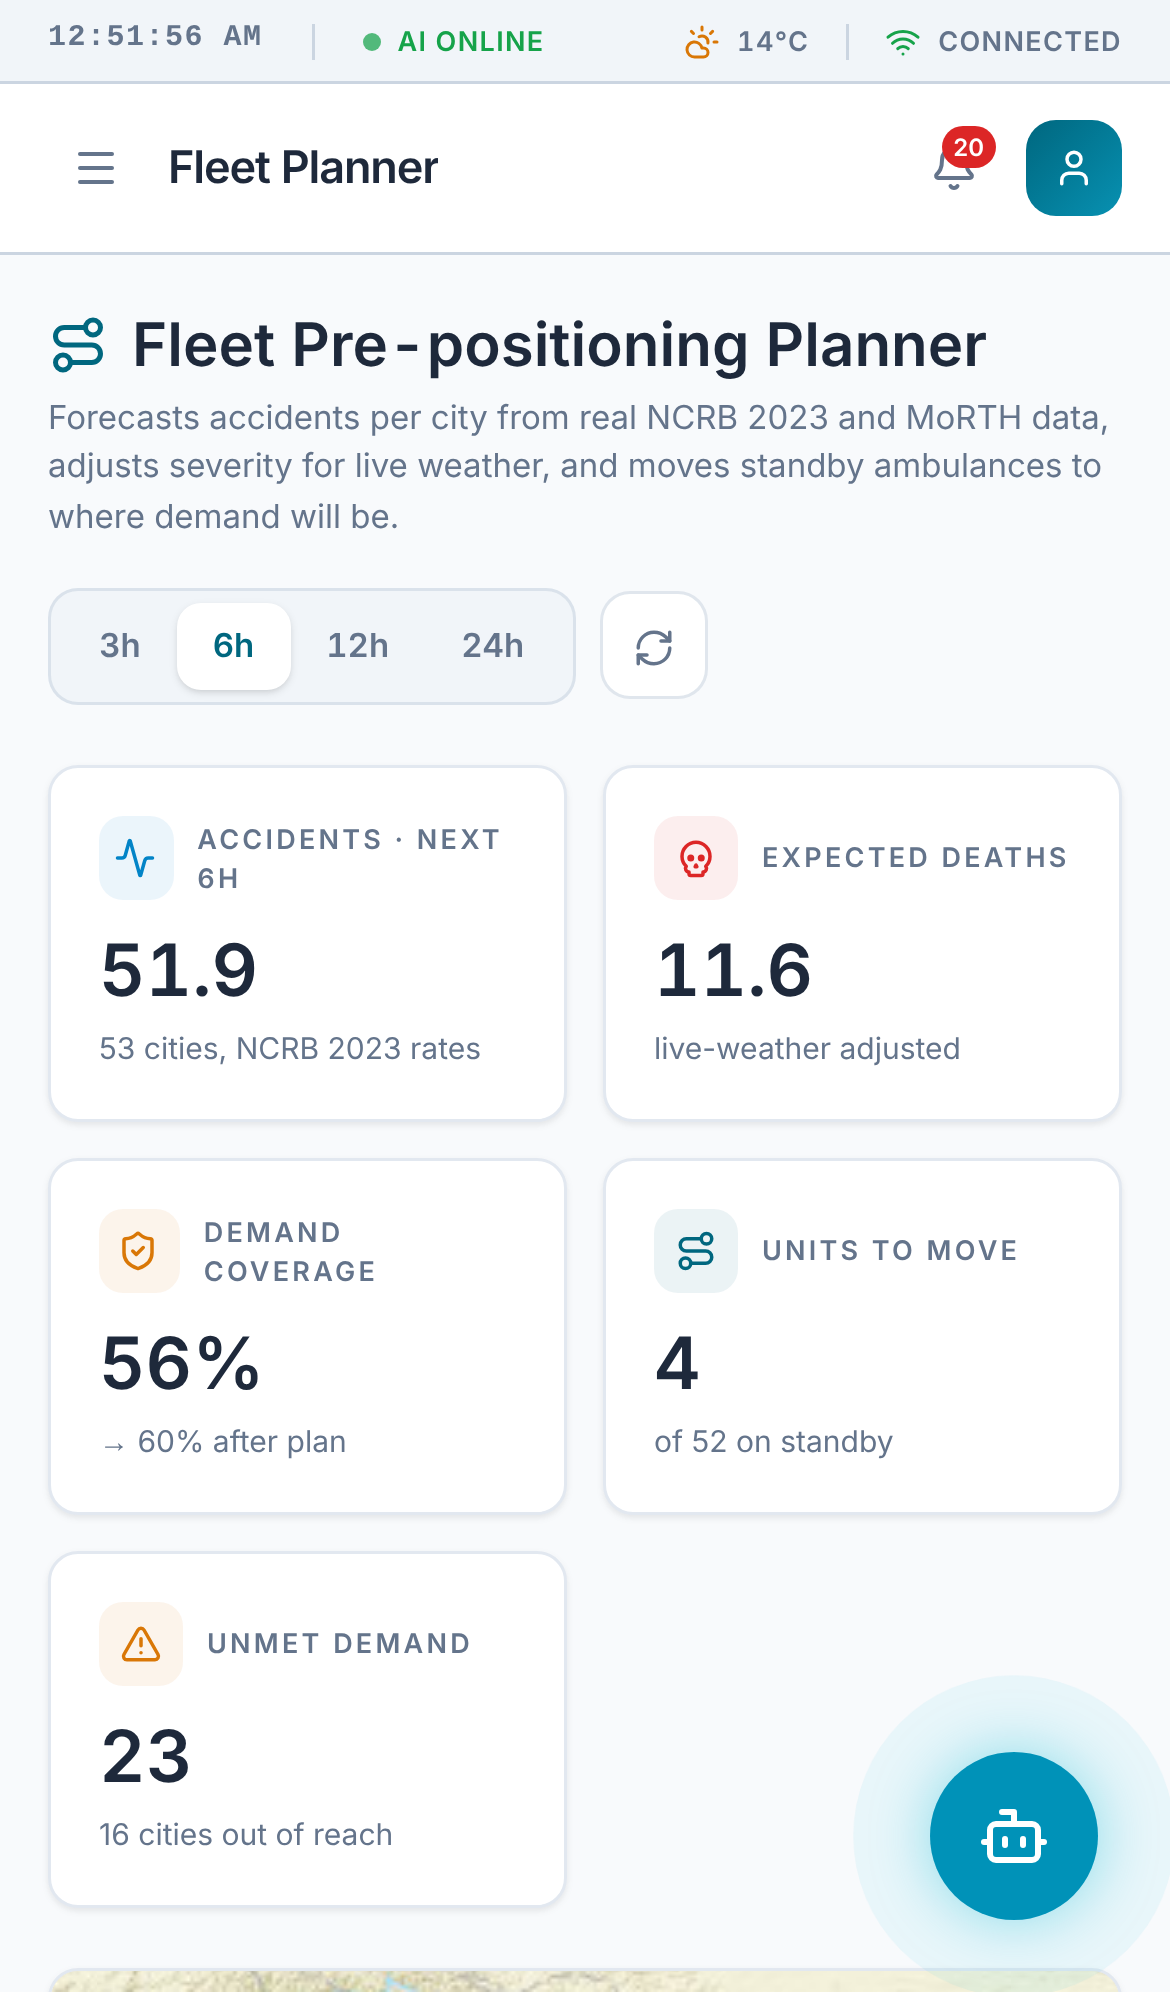 12:51:56 AM
AI ONLINE
14°C
CONNECTED
Fleet Planner
20
Fleet Pre-positioning Planner
Forecasts accidents per city from real NCRB 2023 and MoRTH data,
adjusts severity for live weather, and moves standby ambulances to
where demand will be.
3h
6h
12h
24h
ACCIDENTS · NEXT
6H
51.9
53 cities, NCRB 2023 rates
EXPECTED DEATHS
11.6
live-weather adjusted
DEMAND
COVERAGE
56%
→ 60% after plan
UNITS TO MOVE
4
of 52 on standby
UNMET DEMAND
23
16 cities out of reach